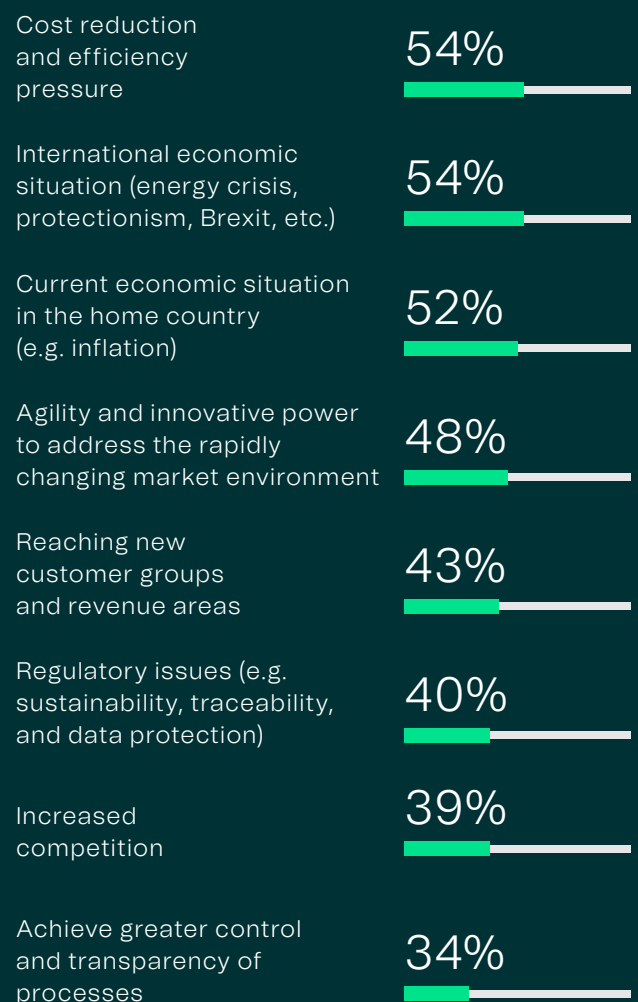 Cost reduction
and efficiency
pressure
54%
International economic
situation (energy crisis,
protectionism, Brexit, etc.)
54%
Current economic situation
in the home country
(e.g. inflation)
52%
Agility and innovative power
to address the rapidly
changing market environment
48%
Reaching new
customer groups
and revenue areas
43%
Regulatory issues (e.g.
sustainability, traceability,
and data protection)
40%
Increased
competition
39%
Achieve greater control
and transparency of
processes
34%